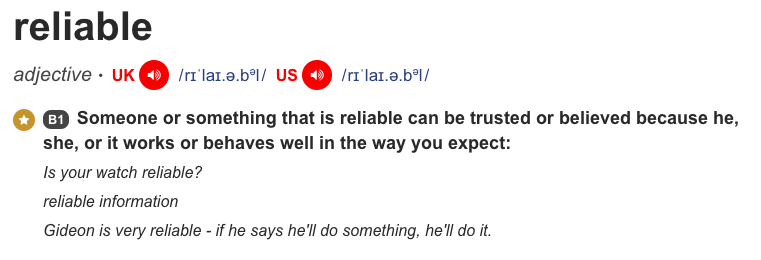 reliable
adjective · UK /rɪˈlaɪ.ə.bᵊl/ US /rɪˈlaɪ.ə.bᵊl/
B1 Someone or something that is reliable can be trusted or believed because he,
she, or it works or behaves well in the way you expect:
Is your watch reliable?
reliable information
Gideon is very reliable - if he says he'll do something, he'll do it.